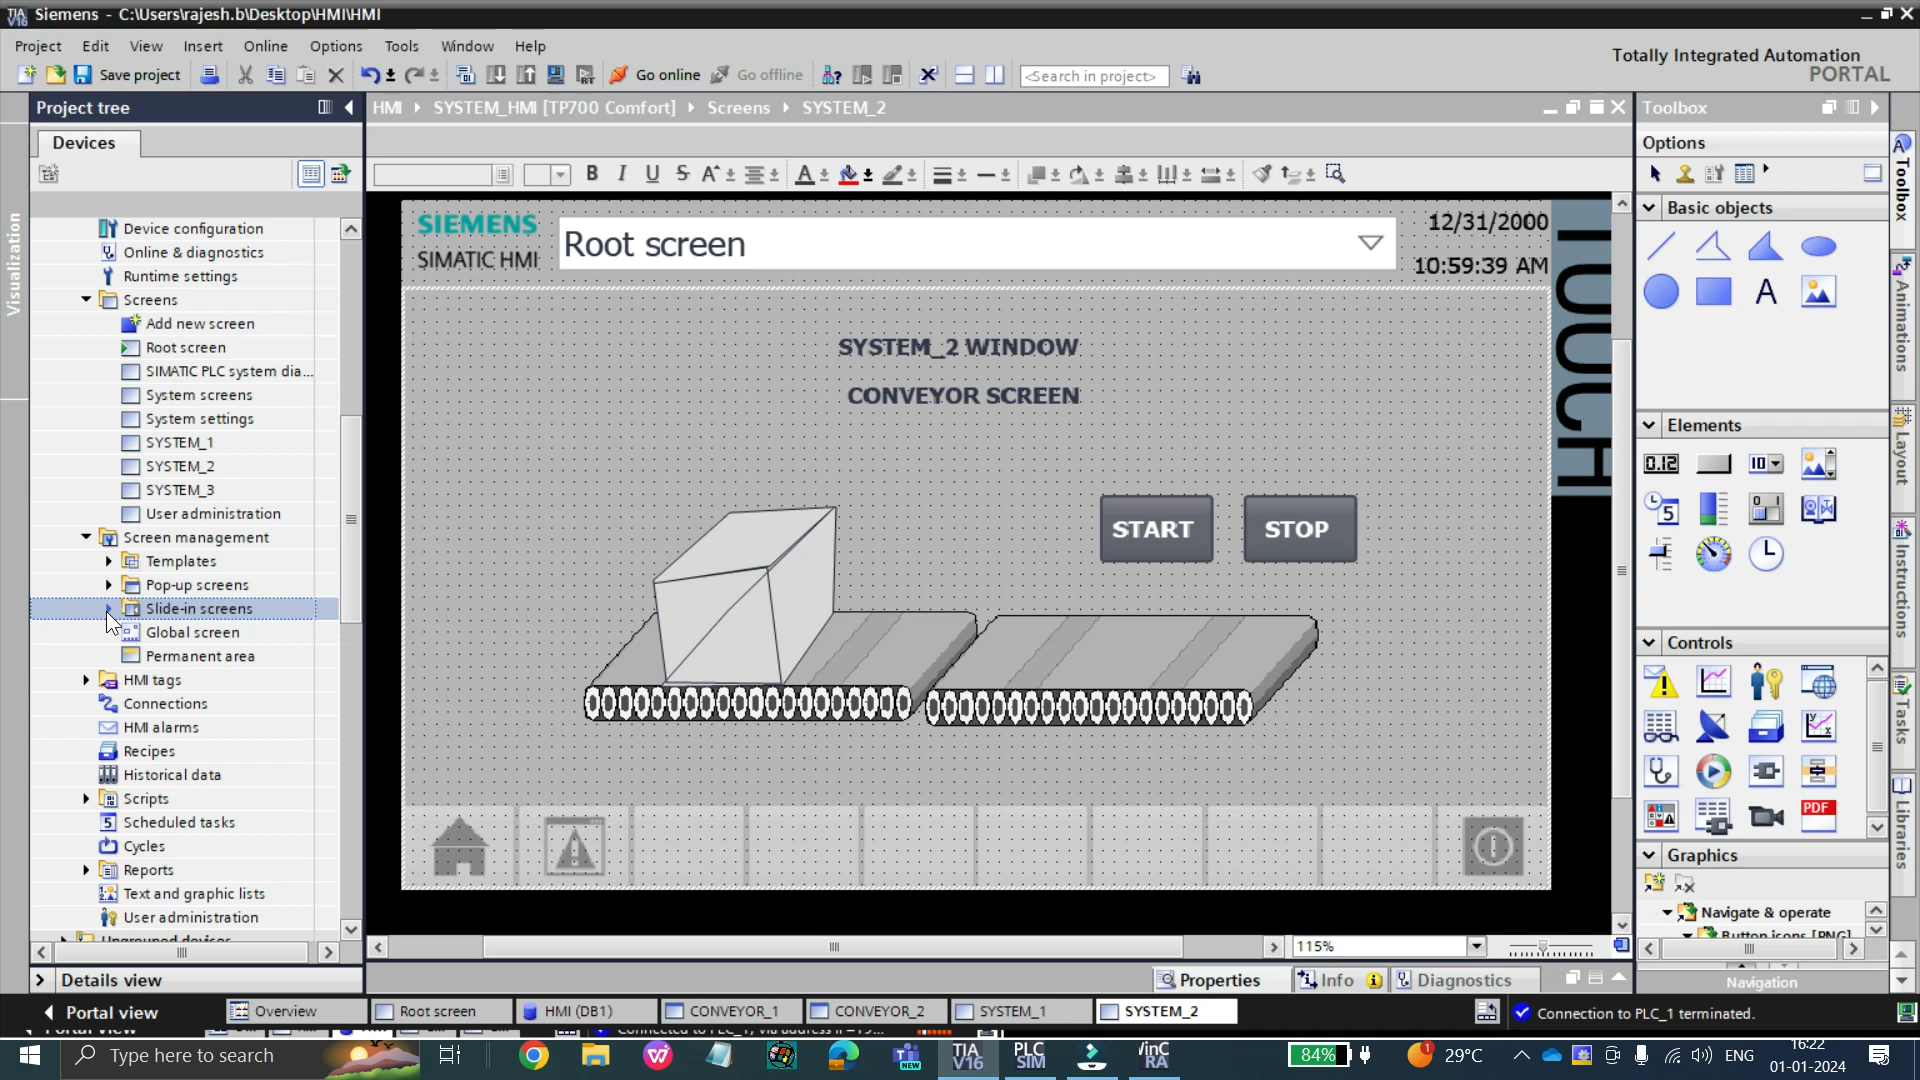 Siemens - C:\Users\rajesh.b\Desktop\HMI\HMI
Project Edit View Insert Online Options Tools Window Help
Totally Integrated Automation
PORTAL
Save project
Go online
Go offline
<Search in project>
Project tree
HMI
SYSTEM_HMI [TP700 Comfort]
Screens
SYSTEM_2
Toolbox
Devices
Options
Visualization
Device configuration
Online & diagnostics
Runtime settings
Screens
Add new screen
Root screen
SIMATIC PLC system dia...
System screens
System settings
SYSTEM_1
SYSTEM_2
SYSTEM_3
User administration
Screen management
Templates
Pop-up screens
Slide-in screens
Global screen
Permanent area
HMI tags
Connections
HMI alarms
Recipes
Historical data
Scripts
Scheduled tasks
Cycles
Reports
Text and graphic lists
User administration
Details view
SIEMENS
SIMATIC HMI
Root screen
12/31/2000
10:59:39 AM
TOUCH
SYSTEM_2 WINDOW
CONVEYOR SCREEN
START
STOP
115%
Properties
Info
Diagnostics
Basic objects
Elements
Controls
PDF
Graphics
Navigate & operate
Button icons [PNG]
Navigation
Toolbox
Animations
Layout
Instructions
Tasks
Libraries
Portal view
Overview
Root screen
HMI (DB1)
CONVEYOR_1
CONVEYOR_2
SYSTEM_1
SYSTEM_2
Connection to PLC_1 terminated.
Type here to search
TIA V16
PLC SIM
84%
29°C
ENG
16:22
01-01-2024